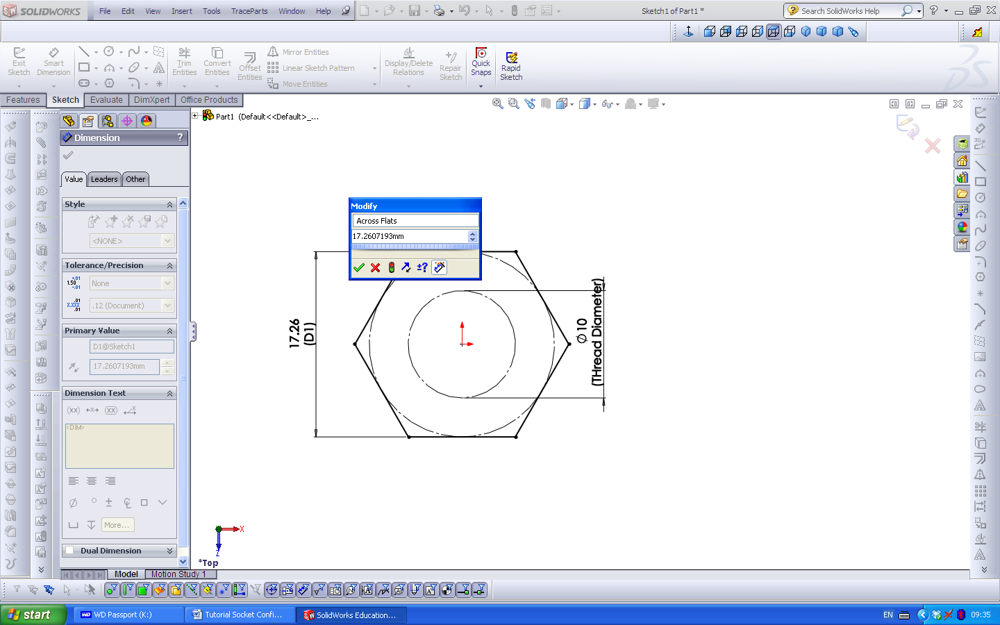 SOLIDWORKS File Edit View Insert Tools TraceParts Window Help Sketch1 of Part1 * Search SolidWorks Help
Exit Sketch
Smart Dimension
Trim Entities
Convert Entities
Offset Entities
Mirror Entities
Linear Sketch Pattern
Move Entities
Display/Delete Relations
Repair Sketch
Quick Snaps
Rapid Sketch
Features Sketch Evaluate DimXpert Office Products
Part1 (Default<<Default>_...
Dimension ?
Value Leaders Other
Style
<NONE>
Tolerance/Precision
None
.12 (Document)
Primary Value
D1@Sketch1
17.2607193mm
Dimension Text
<DIM>
More...
Dual Dimension
Modify
Across Flats
17.2607193mm
17.26
(D1)
Ø 10
(THread Diameter)
X
Z
*Top
Model Motion Study 1
start WD Passport (K:) Tutorial Socket Confi... SolidWorks Education... EN 09:35